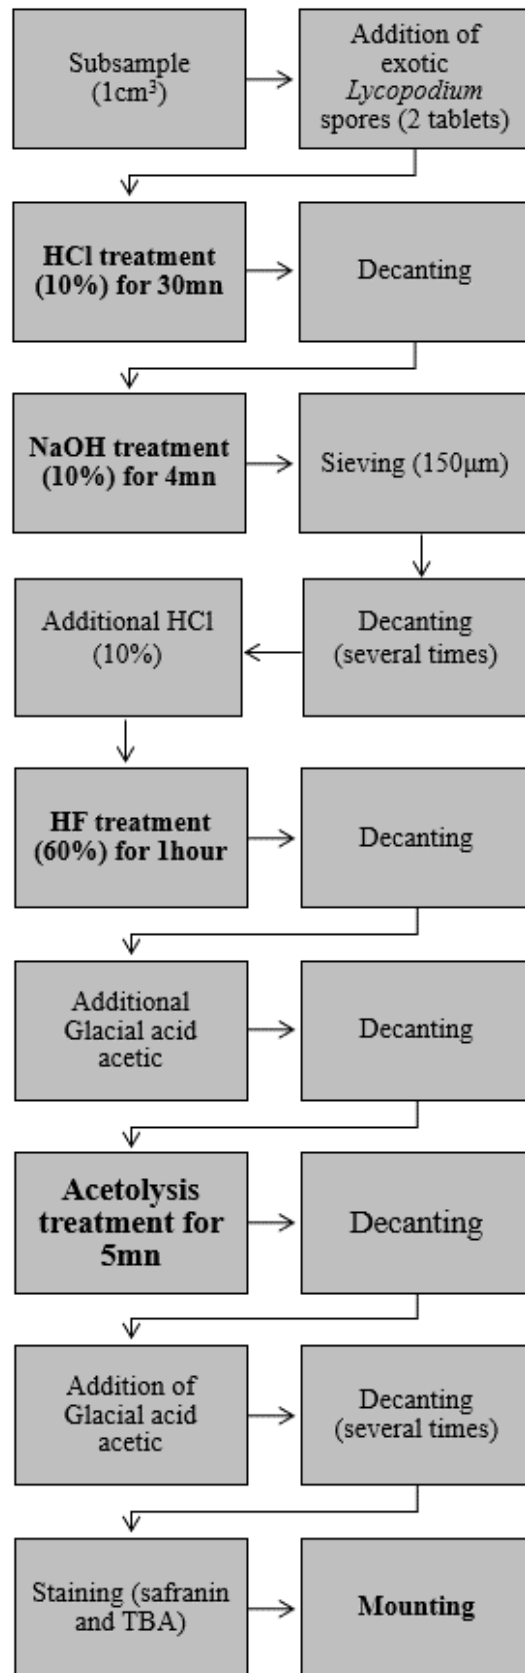 Subsample
(1cm³)
Addition of
exotic
Lycopodium
spores (2 tablets)
HCl treatment
(10%) for 30mn
Decanting
NaOH treatment
(10%) for 4mn
Sieving (150µm)
Decanting
(several times)
Additional HCl
(10%)
HF treatment
(60%) for 1hour
Decanting
Additional
Glacial acid
acetic
Decanting
Acetolysis
treatment for
5mn
Decanting
Addition of
Glacial acid
acetic
Decanting
(several times)
Staining (safranin
and TBA)
Mounting